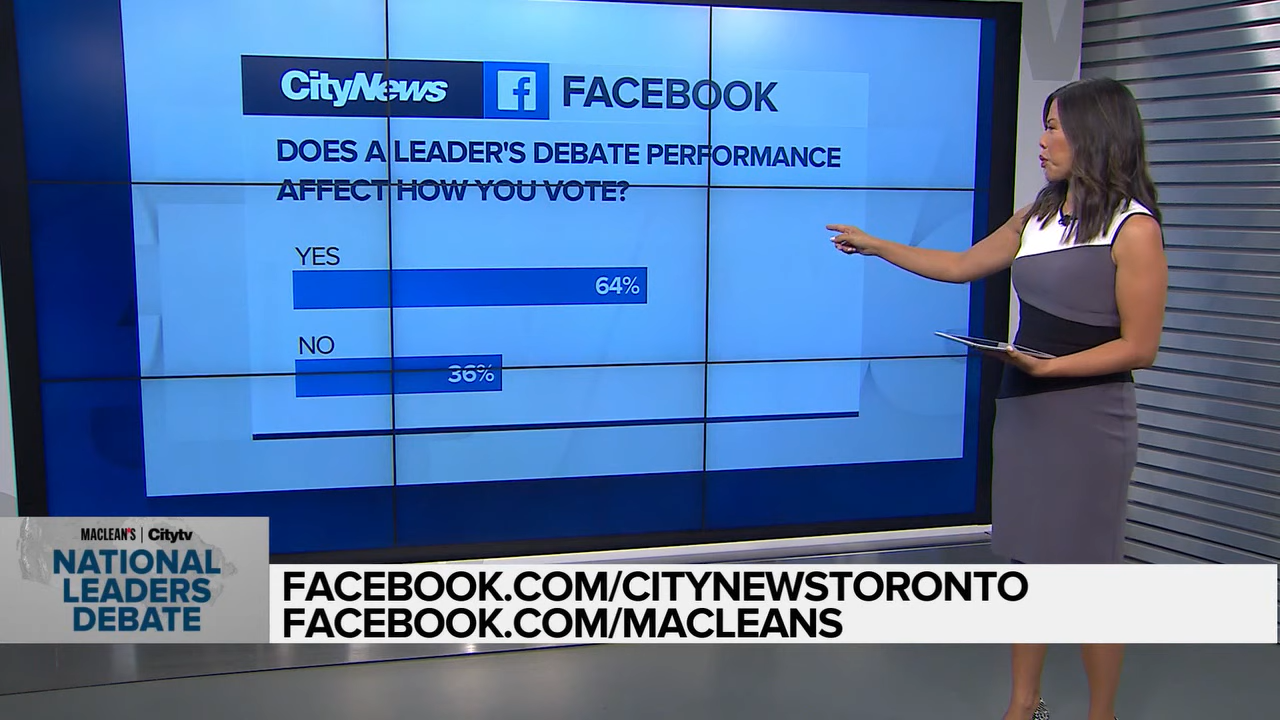 CityNews f FACEBOOK
DOES A LEADER'S DEBATE PERFORMANCE
AFFECT HOW YOU VOTE?
YES
64%
NO
36%
MACLEAN'S | Citytv
NATIONAL
LEADERS
DEBATE
FACEBOOK.COM/CITYNEWSTORONTO
FACEBOOK.COM/MACLEANS